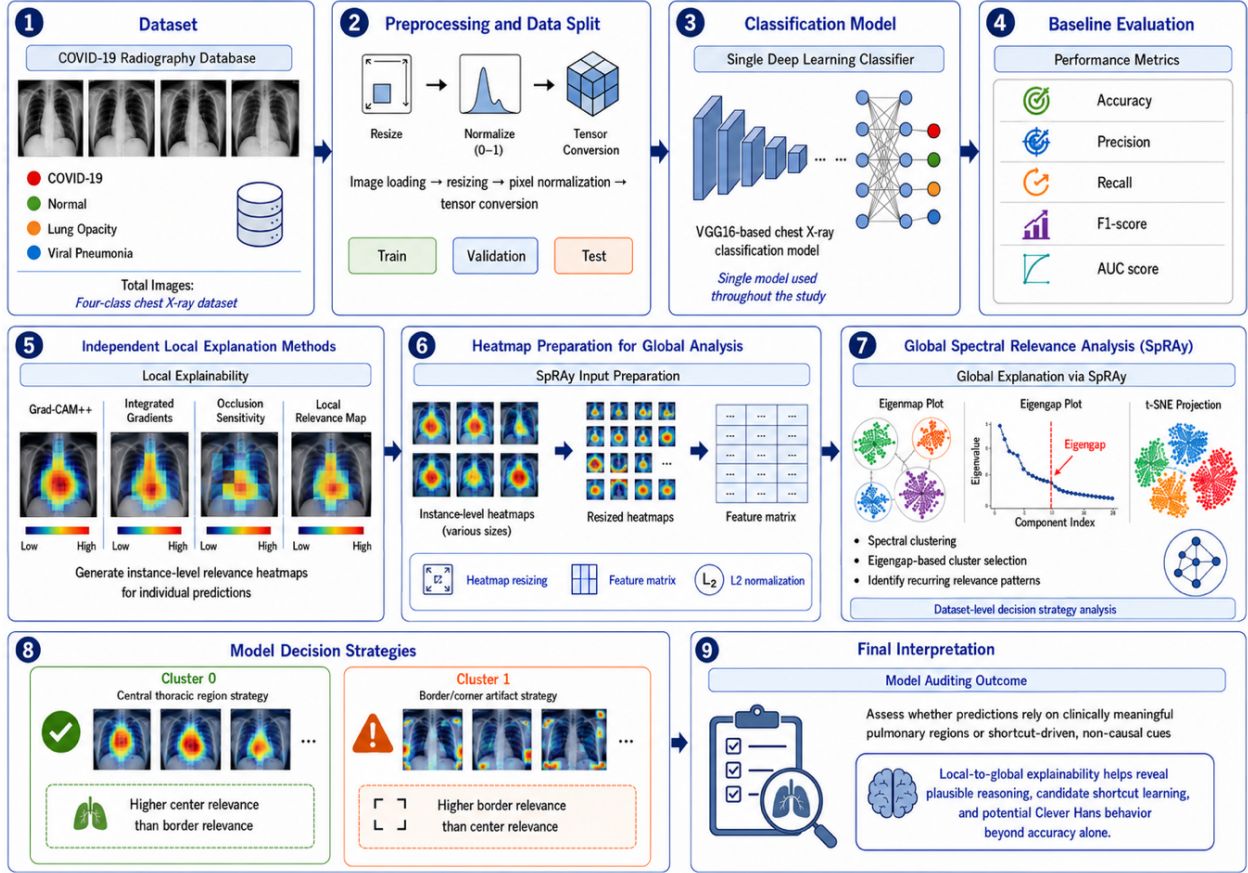 1 Dataset
COVID-19 Radiography Database
COVID-19
Normal
Lung Opacity
Viral Pneumonia
Total Images:
Four-class chest X-ray dataset
2 Preprocessing and Data Split
Resize
Normalize
(0–1)
Tensor
Conversion
Image loading → resizing → pixel normalization →
tensor conversion
Train
Validation
Test
3 Classification Model
Single Deep Learning Classifier
... ...
VGG16-based chest X-ray
classification model
Single model used
throughout the study
4 Baseline Evaluation
Performance Metrics
Accuracy
Precision
Recall
F1-score
AUC score
5 Independent Local Explanation Methods
Local Explainability
Grad-CAM++
Integrated
Gradients
Occlusion
Sensitivity
Local
Relevance Map
Low High
Low High
Low High
Low High
Generate instance-level relevance heatmaps
for individual predictions
6 Heatmap Preparation for Global Analysis
SpRAy Input Preparation
Instance-level heatmaps
(various sizes)
...
Resized heatmaps
... ... ...
... ... ...
... ... ...
... ... ...
... ... ...
Feature matrix
Heatmap resizing
Feature matrix
L2 L2 normalization
7 Global Spectral Relevance Analysis (SpRAy)
Global Explanation via SpRAy
Eigenmap Plot
Eigengap Plot
Eigenvalue
Eigengap
Component Index
t-SNE Projection
• Spectral clustering
• Eigengap-based cluster selection
• Identify recurring relevance patterns
Dataset-level decision strategy analysis
8 Model Decision Strategies
Cluster 0
Central thoracic region strategy
...
Higher center relevance
than border relevance
Cluster 1
Border/corner artifact strategy
...
Higher border relevance
than center relevance
9 Final Interpretation
Model Auditing Outcome
Assess whether predictions rely on clinically meaningful
pulmonary regions or shortcut-driven, non-causal cues
Local-to-global explainability helps reveal
plausible reasoning, candidate shortcut learning,
and potential Clever Hans behavior
beyond accuracy alone.